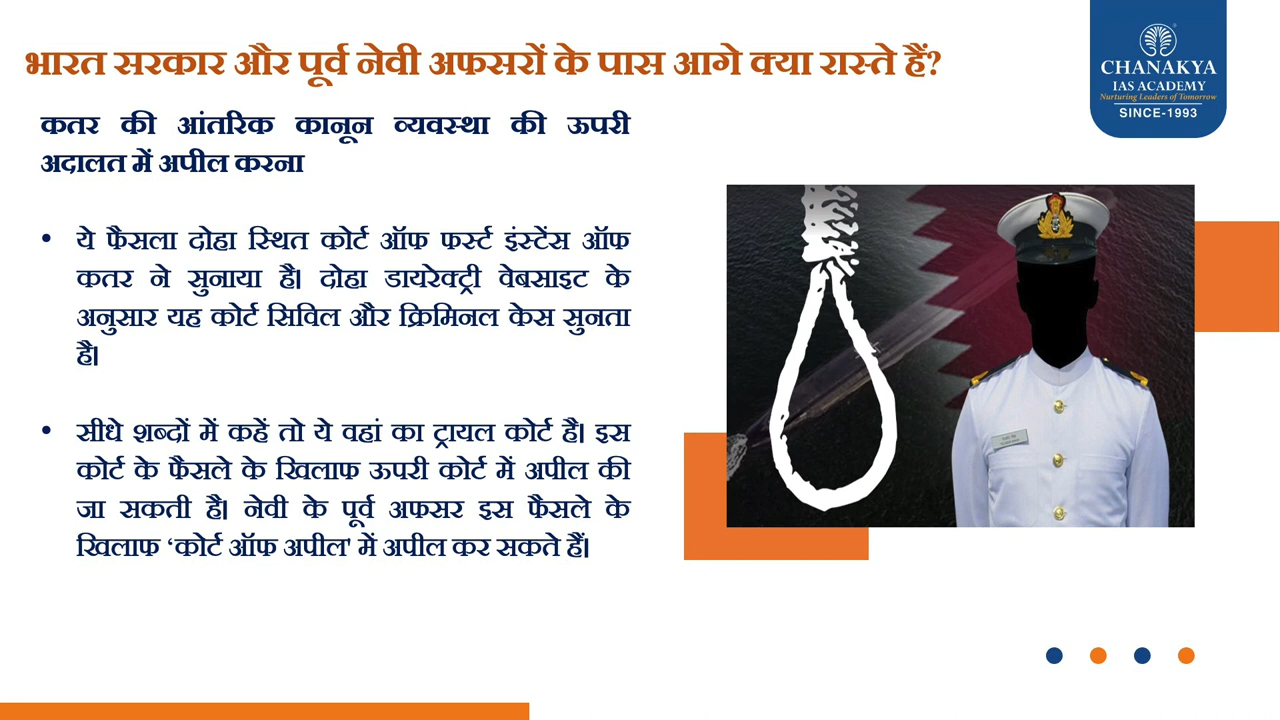 भारत सरकार और पूर्व नेवी अफसरों के पास आगे क्या रास्ते हैं?
CHANAKYA
IAS ACADEMY
Nurturing Leaders of Tomorrow
SINCE-1993
कतर की आंतरिक कानून व्यवस्था की ऊपरी
अदालत में अपील करना
• ये फैसला दोहा स्थित कोर्ट ऑफ फर्स्ट इंस्टेंस ऑफ
कतर ने सुनाया है। दोहा डायरेक्ट्री वेबसाइट के
अनुसार यह कोर्ट सिविल और क्रिमिनल केस सुनता
है।
• सीधे शब्दों में कहें तो ये वहां का ट्रायल कोर्ट है। इस
कोर्ट के फैसले के खिलाफ ऊपरी कोर्ट में अपील की
जा सकती है। नेवी के पूर्व अफसर इस फैसले के
खिलाफ ‘कोर्ट ऑफ अपील' में अपील कर सकते हैं।